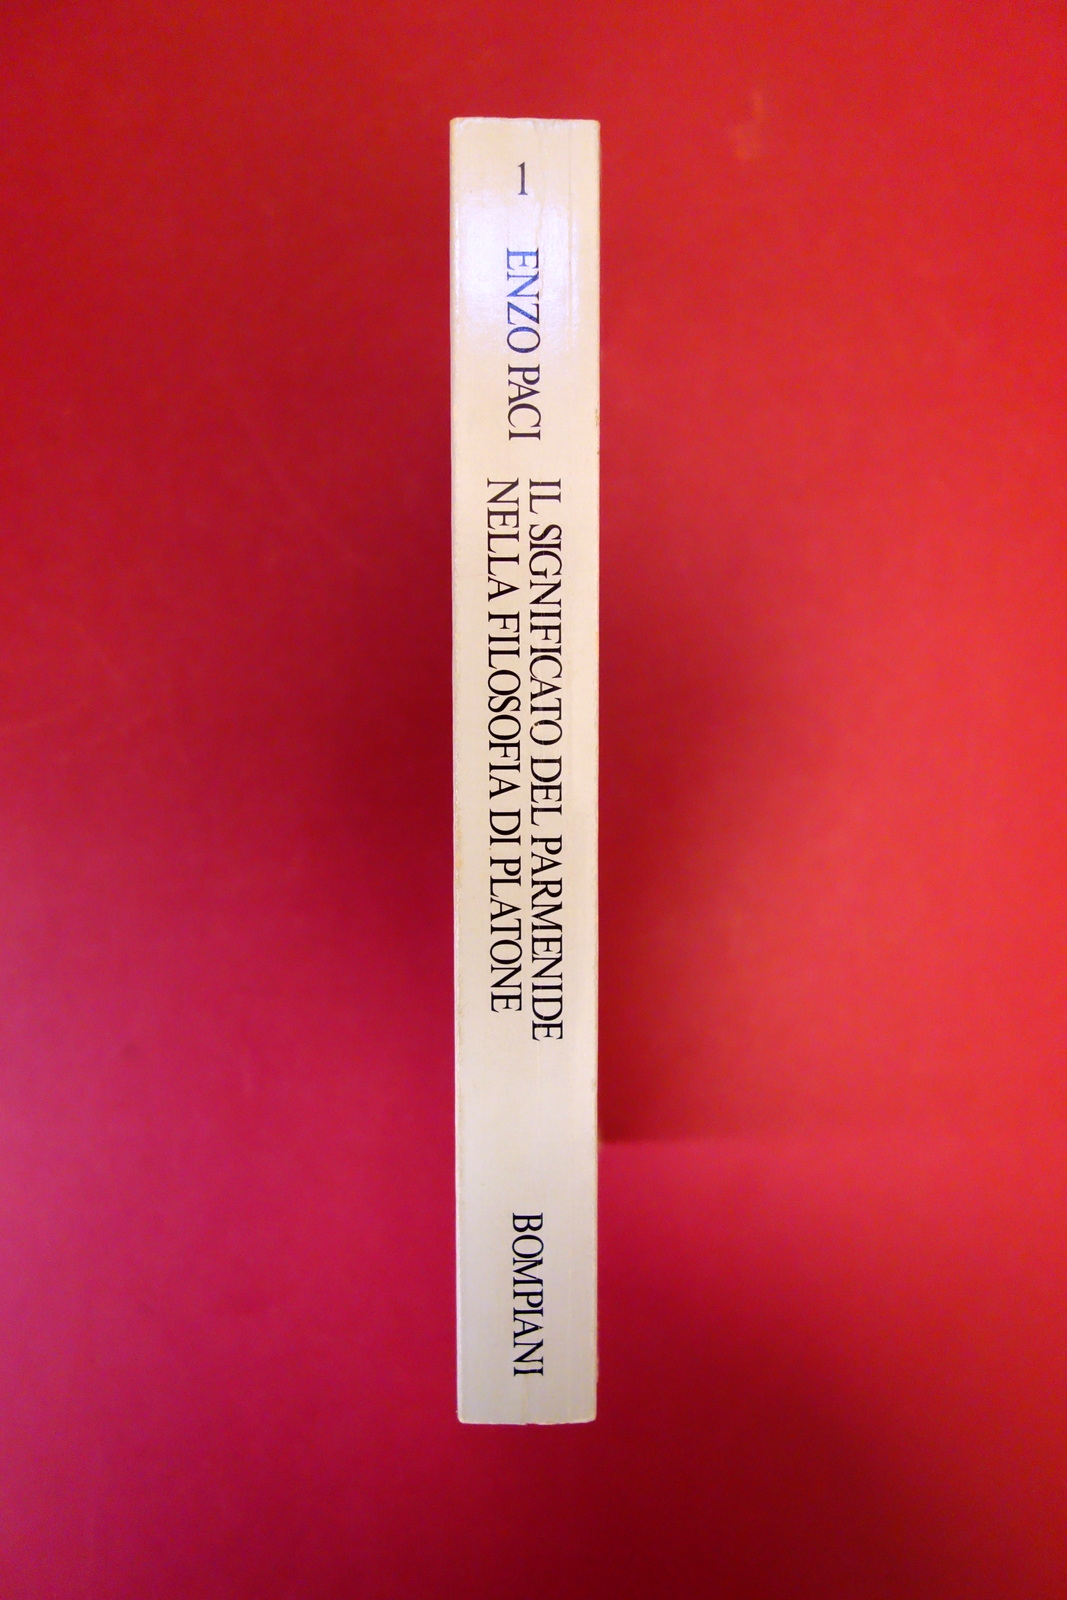 1
ENZO PACI
IL SIGNIFICATO DEL PARMENIDE
NELLA FILOSOFIA DI PLATONE
BOMPIANI